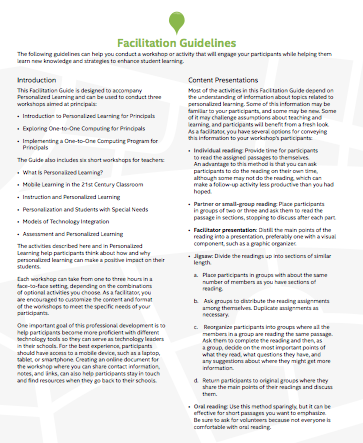 Facilitation Guidelines
The following guidelines can help you conduct a workshop or activity that will engage your participants while helping them
learn new knowledge and strategies to enhance student learning.
Introduction
This Facilitation Guide is designed to accompany
Personalized Learning and can be used to conduct three
workshops aimed at principals:
• Introduction to Personalized Learning for Principals
• Exploring One-to-One Computing for Principals
• Implementing a One-to-One Computing Program for
Principals
The Guide also includes six short workshops for teachers:
• What Is Personalized Learning?
• Mobile Learning in the 21st Century Classroom
• Instruction and Personalized Learning
• Personalization and Students with Special Needs
• Models of Technology Integration
• Assessment and Personalized Learning
The activities described here and in Personalized
Learning help participants think about how and why
personalized learning can make a positive impact on their
students.
Each workshop can take from one to three hours in a
face-to-face setting, depending on the combinations
of optional activities you choose. As a facilitator, you
are encouraged to customize the content and format
of the workshops to meet the specific needs of your
participants.
One important goal of this professional development is to
help participants become more proficient with different
technology tools so they can serve as technology leaders
in their schools. For the best experience, participants
should have access to a mobile device, such as a laptop,
tablet, or smartphone. Creating an online document for
the workshop where you can share contact information,
notes, and links, can also help participants stay in touch
and find resources when they go back to their schools.
Content Presentations
Most of the activities in this Facilitation Guide depend on
the understanding of information about topics related to
personalized learning. Some of this information may be
familiar to your participants, and some may be new. Some
of it may challenge assumptions about teaching and
learning, and participants will benefit from a fresh look.
As a facilitator, you have several options for conveying
this information to your workshop's participants:
• Individual reading: Provide time for participants
to read the assigned passages to themselves.
An advantage to this method is that you can ask
participants to do the reading on their own time,
although some may not do the reading, which can
make a follow-up activity less productive than you had
hoped.
• Partner or small-group reading: Place participants
in groups of two or three and ask them to read the
passage in sections, stopping to discuss after each part.
• Facilitator presentation: Distill the main points of the
reading into a presentation, preferably one with a visual
component, such as a graphic organizer.
• Jigsaw: Divide the readings up into sections of similar
length.
a. Place participants in groups with about the same
number of members as you have sections of
reading.
b. Ask groups to distribute the reading assignments
among themselves. Duplicate assignments as
necessary.
c. Reorganize participants into groups where all the
members in a group are reading the same passage.
Ask them to complete the reading and then, as
a group, decide on the most important points of
what they read, what questions they have, and
any suggestions about where they might get more
information.
d. Return participants to original groups where they
share the main points of their readings and discuss
them.
• Oral reading: Use this method sparingly, but it can be
effective for short passages you want to emphasize.
Be sure to ask for volunteers because not everyone is
comfortable with oral reading.